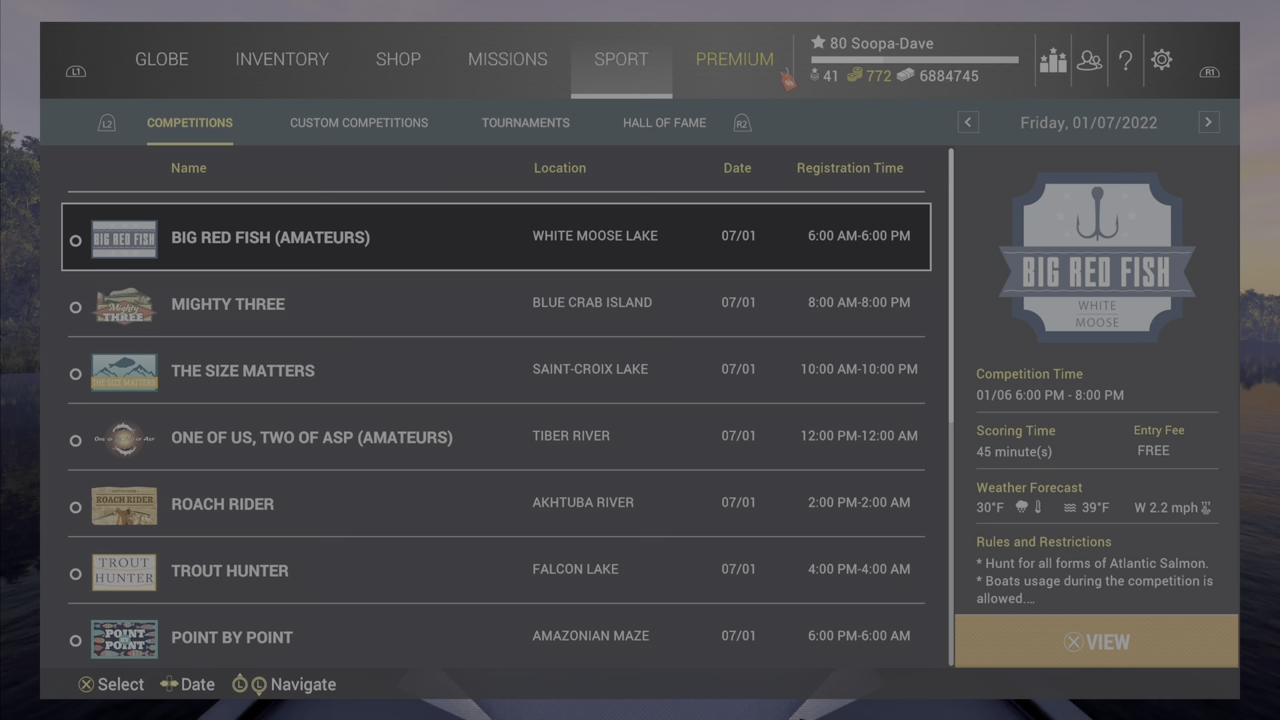 L1
GLOBE
INVENTORY
SHOP
MISSIONS
SPORT
PREMIUM
80 Soopa-Dave
41 772 6884745
?
R1
L2
COMPETITIONS
CUSTOM COMPETITIONS
TOURNAMENTS
HALL OF FAME
R2
< Friday, 01/07/2022 >
Name Location Date Registration Time
BIG RED FISH
BIG RED FISH (AMATEURS) WHITE MOOSE LAKE 07/01 6:00 AM-6:00 PM
Mighty
THREE
MIGHTY THREE BLUE CRAB ISLAND 07/01 8:00 AM-8:00 PM
THE SIZE MATTERS
THE SIZE MATTERS SAINT-CROIX LAKE 07/01 10:00 AM-10:00 PM
ONE OF US, TWO OF ASP (AMATEURS) TIBER RIVER 07/01 12:00 PM-12:00 AM
ROACH RIDER
ROACH RIDER AKHTUBA RIVER 07/01 2:00 PM-2:00 AM
TROUT
HUNTER
TROUT HUNTER FALCON LAKE 07/01 4:00 PM-4:00 AM
POINT
BY
POINT
POINT BY POINT AMAZONIAN MAZE 07/01 6:00 PM-6:00 AM
BIG RED FISH
WHITE
MOOSE
Competition Time
01/06 6:00 PM - 8:00 PM
Scoring Time Entry Fee
45 minute(s) FREE
Weather Forecast
30°F 39°F W 2.2 mph
Rules and Restrictions
* Hunt for all forms of Atlantic Salmon.
* Boats usage during the competition is
allowed....
VIEW
Select Date L L Navigate